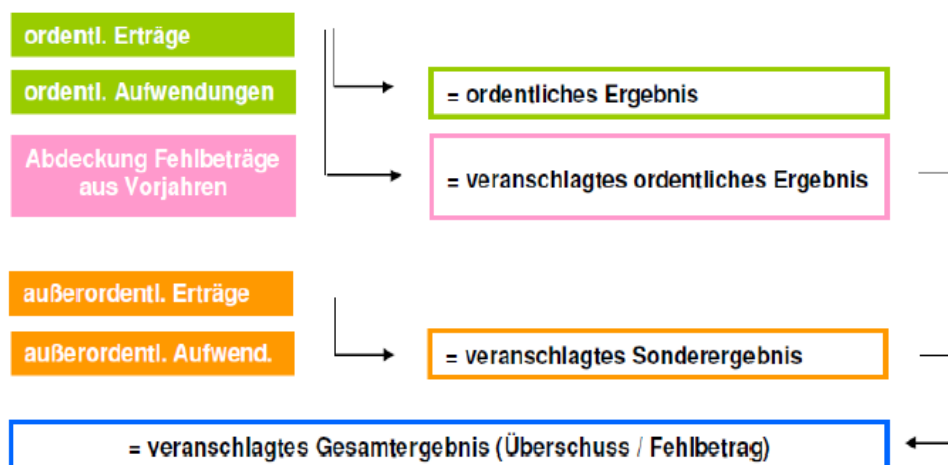 ordentl. Erträge
ordentl. Aufwendungen
= ordentliches Ergebnis
Abdeckung Fehlbeträge
aus Vorjahren
= veranschlagtes ordentliches Ergebnis
außerordentl. Erträge
außerordentl. Aufwend.
= veranschlagtes Sonderergebnis
= veranschlagtes Gesamtergebnis (Überschuss / Fehlbetrag)